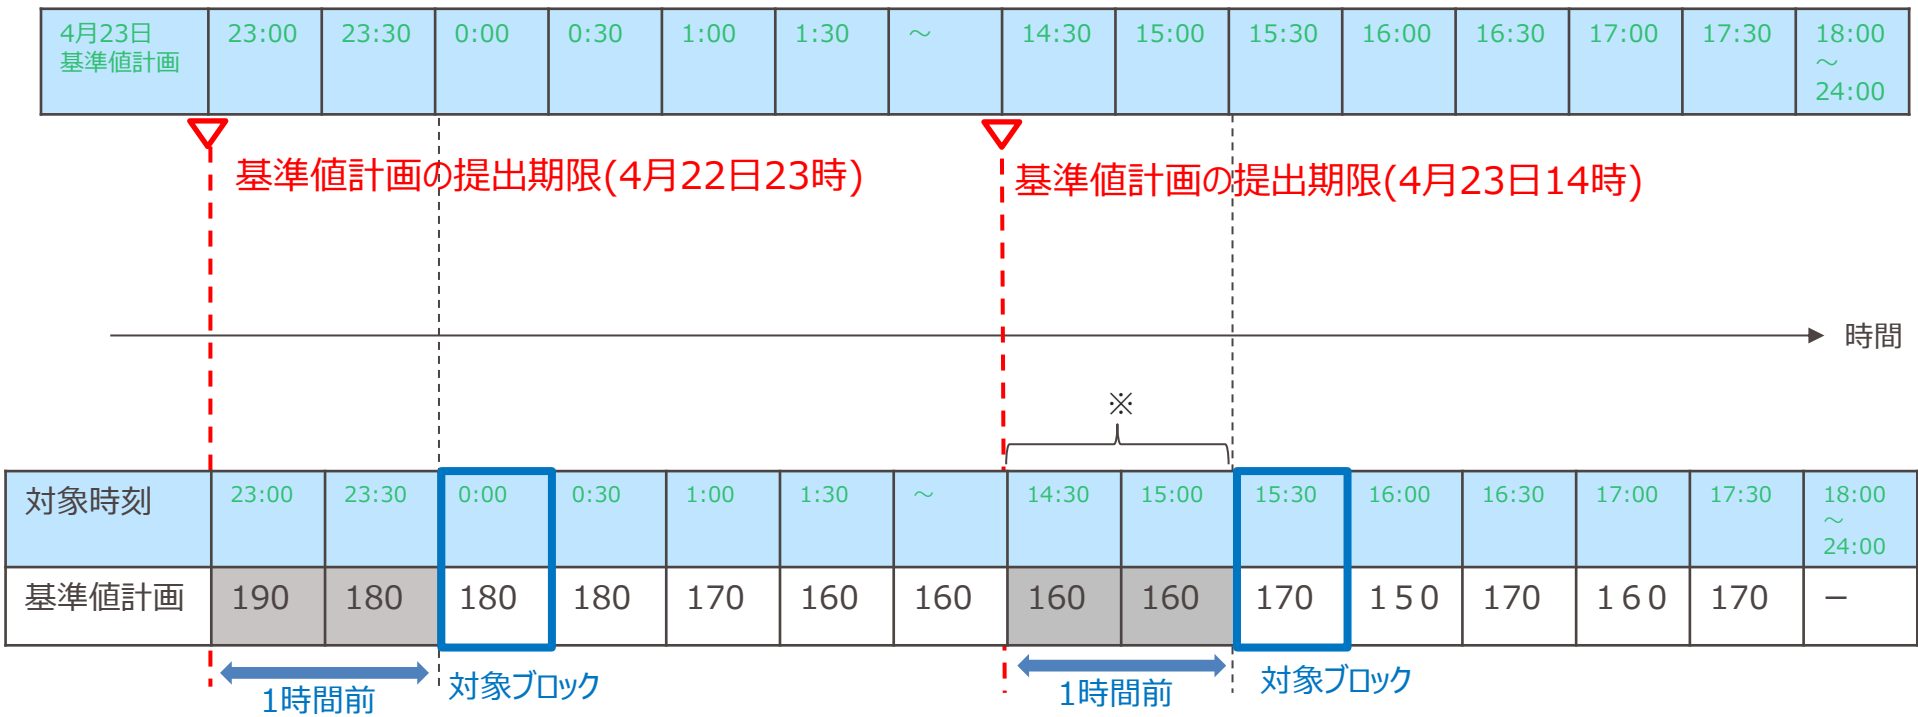 4月23日
基準値計画
23:00 23:30 0:00 0:30 1:00 1:30 ～ 14:30 15:00 15:30 16:00 16:30 17:00 17:30 18:00
～
24:00
基準値計画の提出期限(4月22日23時)
基準値計画の提出期限(4月23日14時)
時間
※
対象時刻 23:00 23:30 0:00 0:30 1:00 1:30 ～ 14:30 15:00 15:30 16:00 16:30 17:00 17:30 18:00
～
24:00
基準値計画 190 180 180 180 170 160 160 160 160 170 １５０ 170 １６０ 170 －
1時間前
対象ブロック
1時間前
対象ブロック